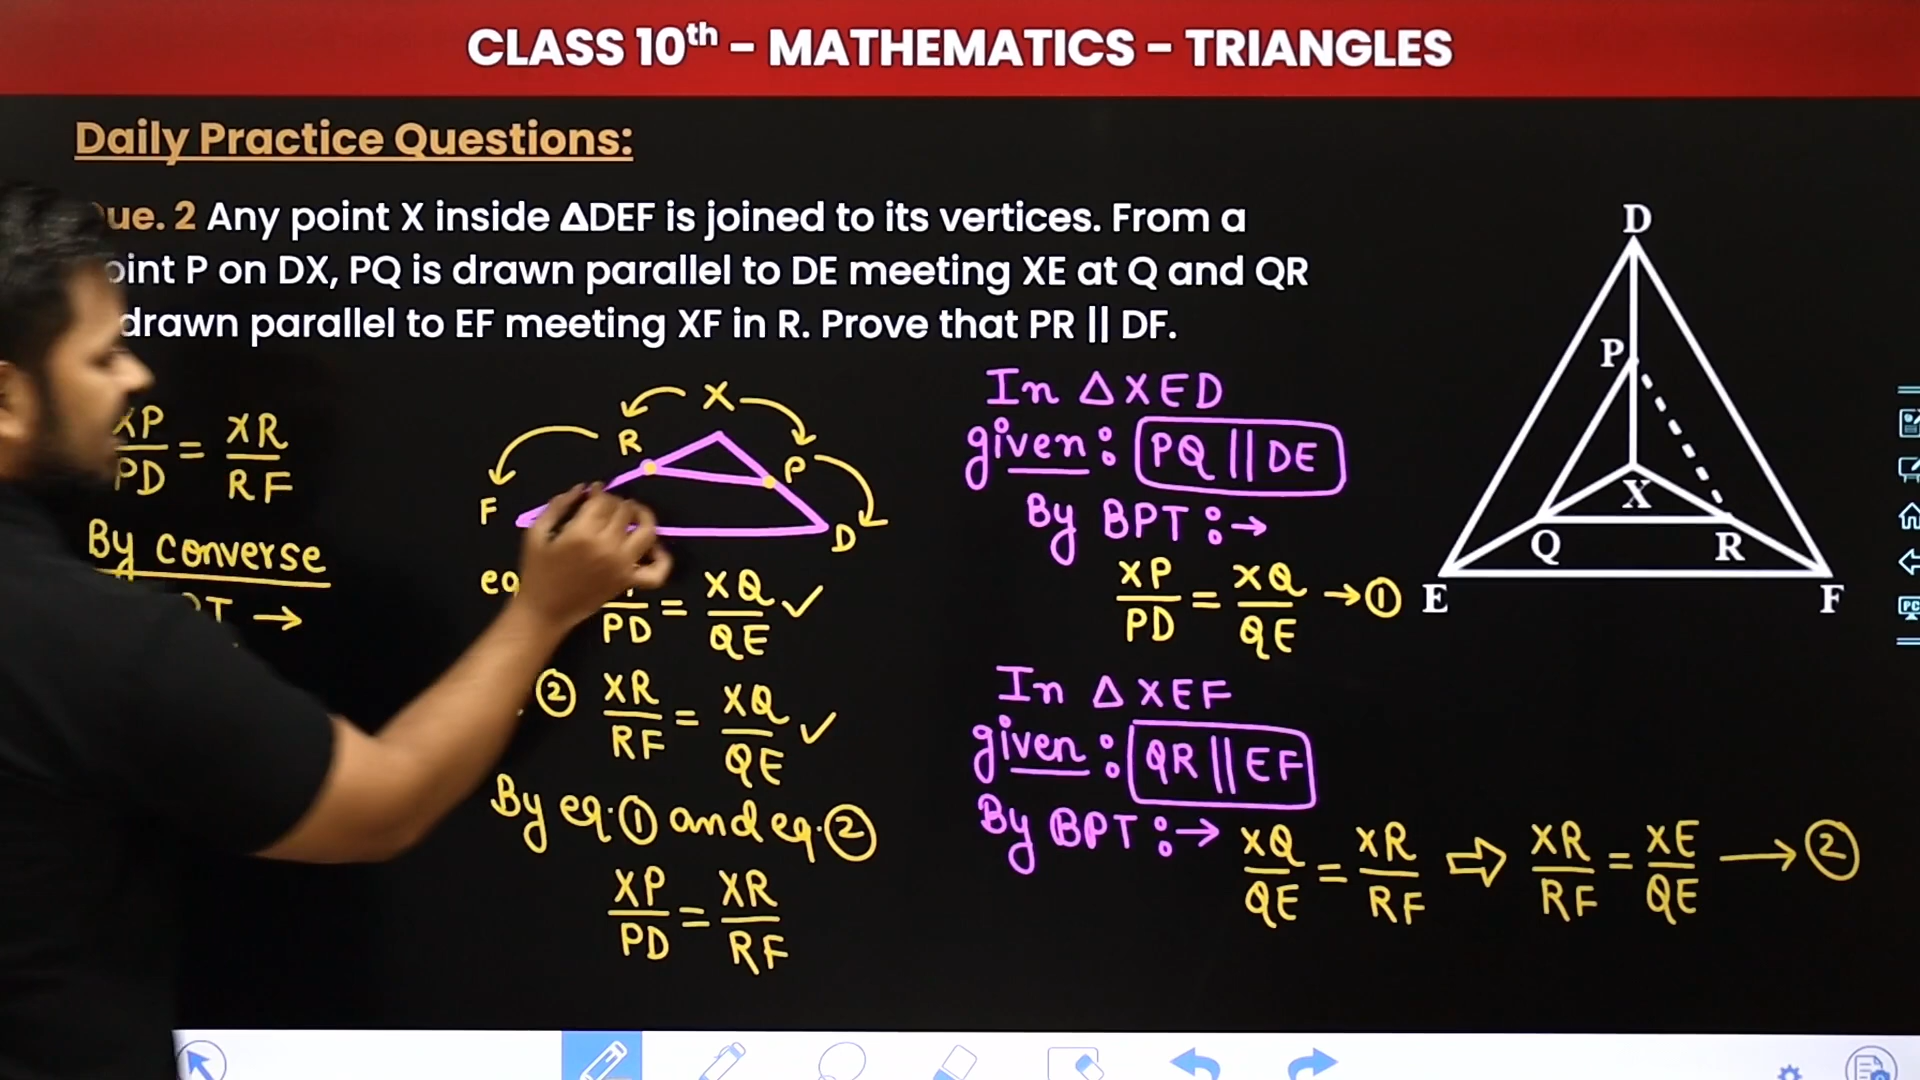 CLASS 10th - MATHEMATICS - TRIANGLES
Daily Practice Questions:
ue. 2 Any point X inside ΔDEF is joined to its vertices. From a
oint P on DX, PQ is drawn parallel to DE meeting XE at Q and QR
drawn parallel to EF meeting XF in R. Prove that PR || DF.
XP/PD = XR/RF
By converse
T →
X
R
P
F
D
PD = XQ/QE ✓
② XR/RF = XQ/QE ✓
By eq.① and eq.②
XP/PD = XR/RF
In Δ XED
given: PQ || DE
By BPT :→
XP/PD = XQ/QE → ①
In Δ XEF
given: QR || EF
By BPT :→ XQ/QE = XR/RF ⇒ XR/RF = XE/QE → ②
D
P
X
Q
R
E
F